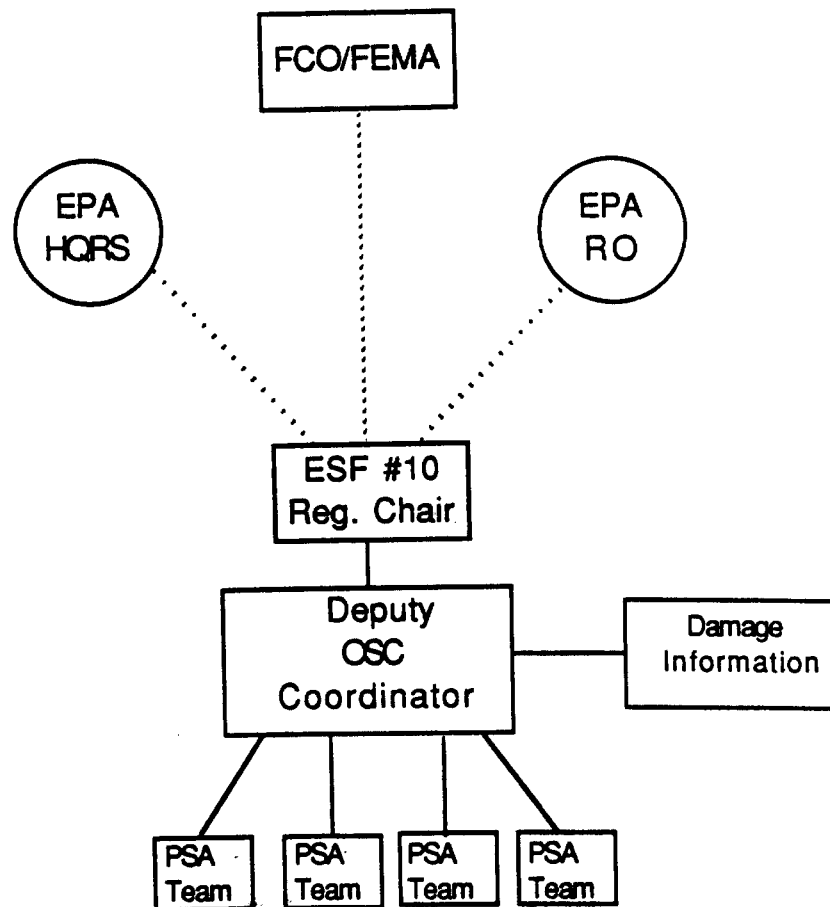 FCO/FEMA
EPA
HQRS
EPA
RO
ESF #10
Reg. Chair
Deputy
OSC
Coordinator
Damage
Information
PSA
Team
PSA
Team
PSA
Team
PSA
Team